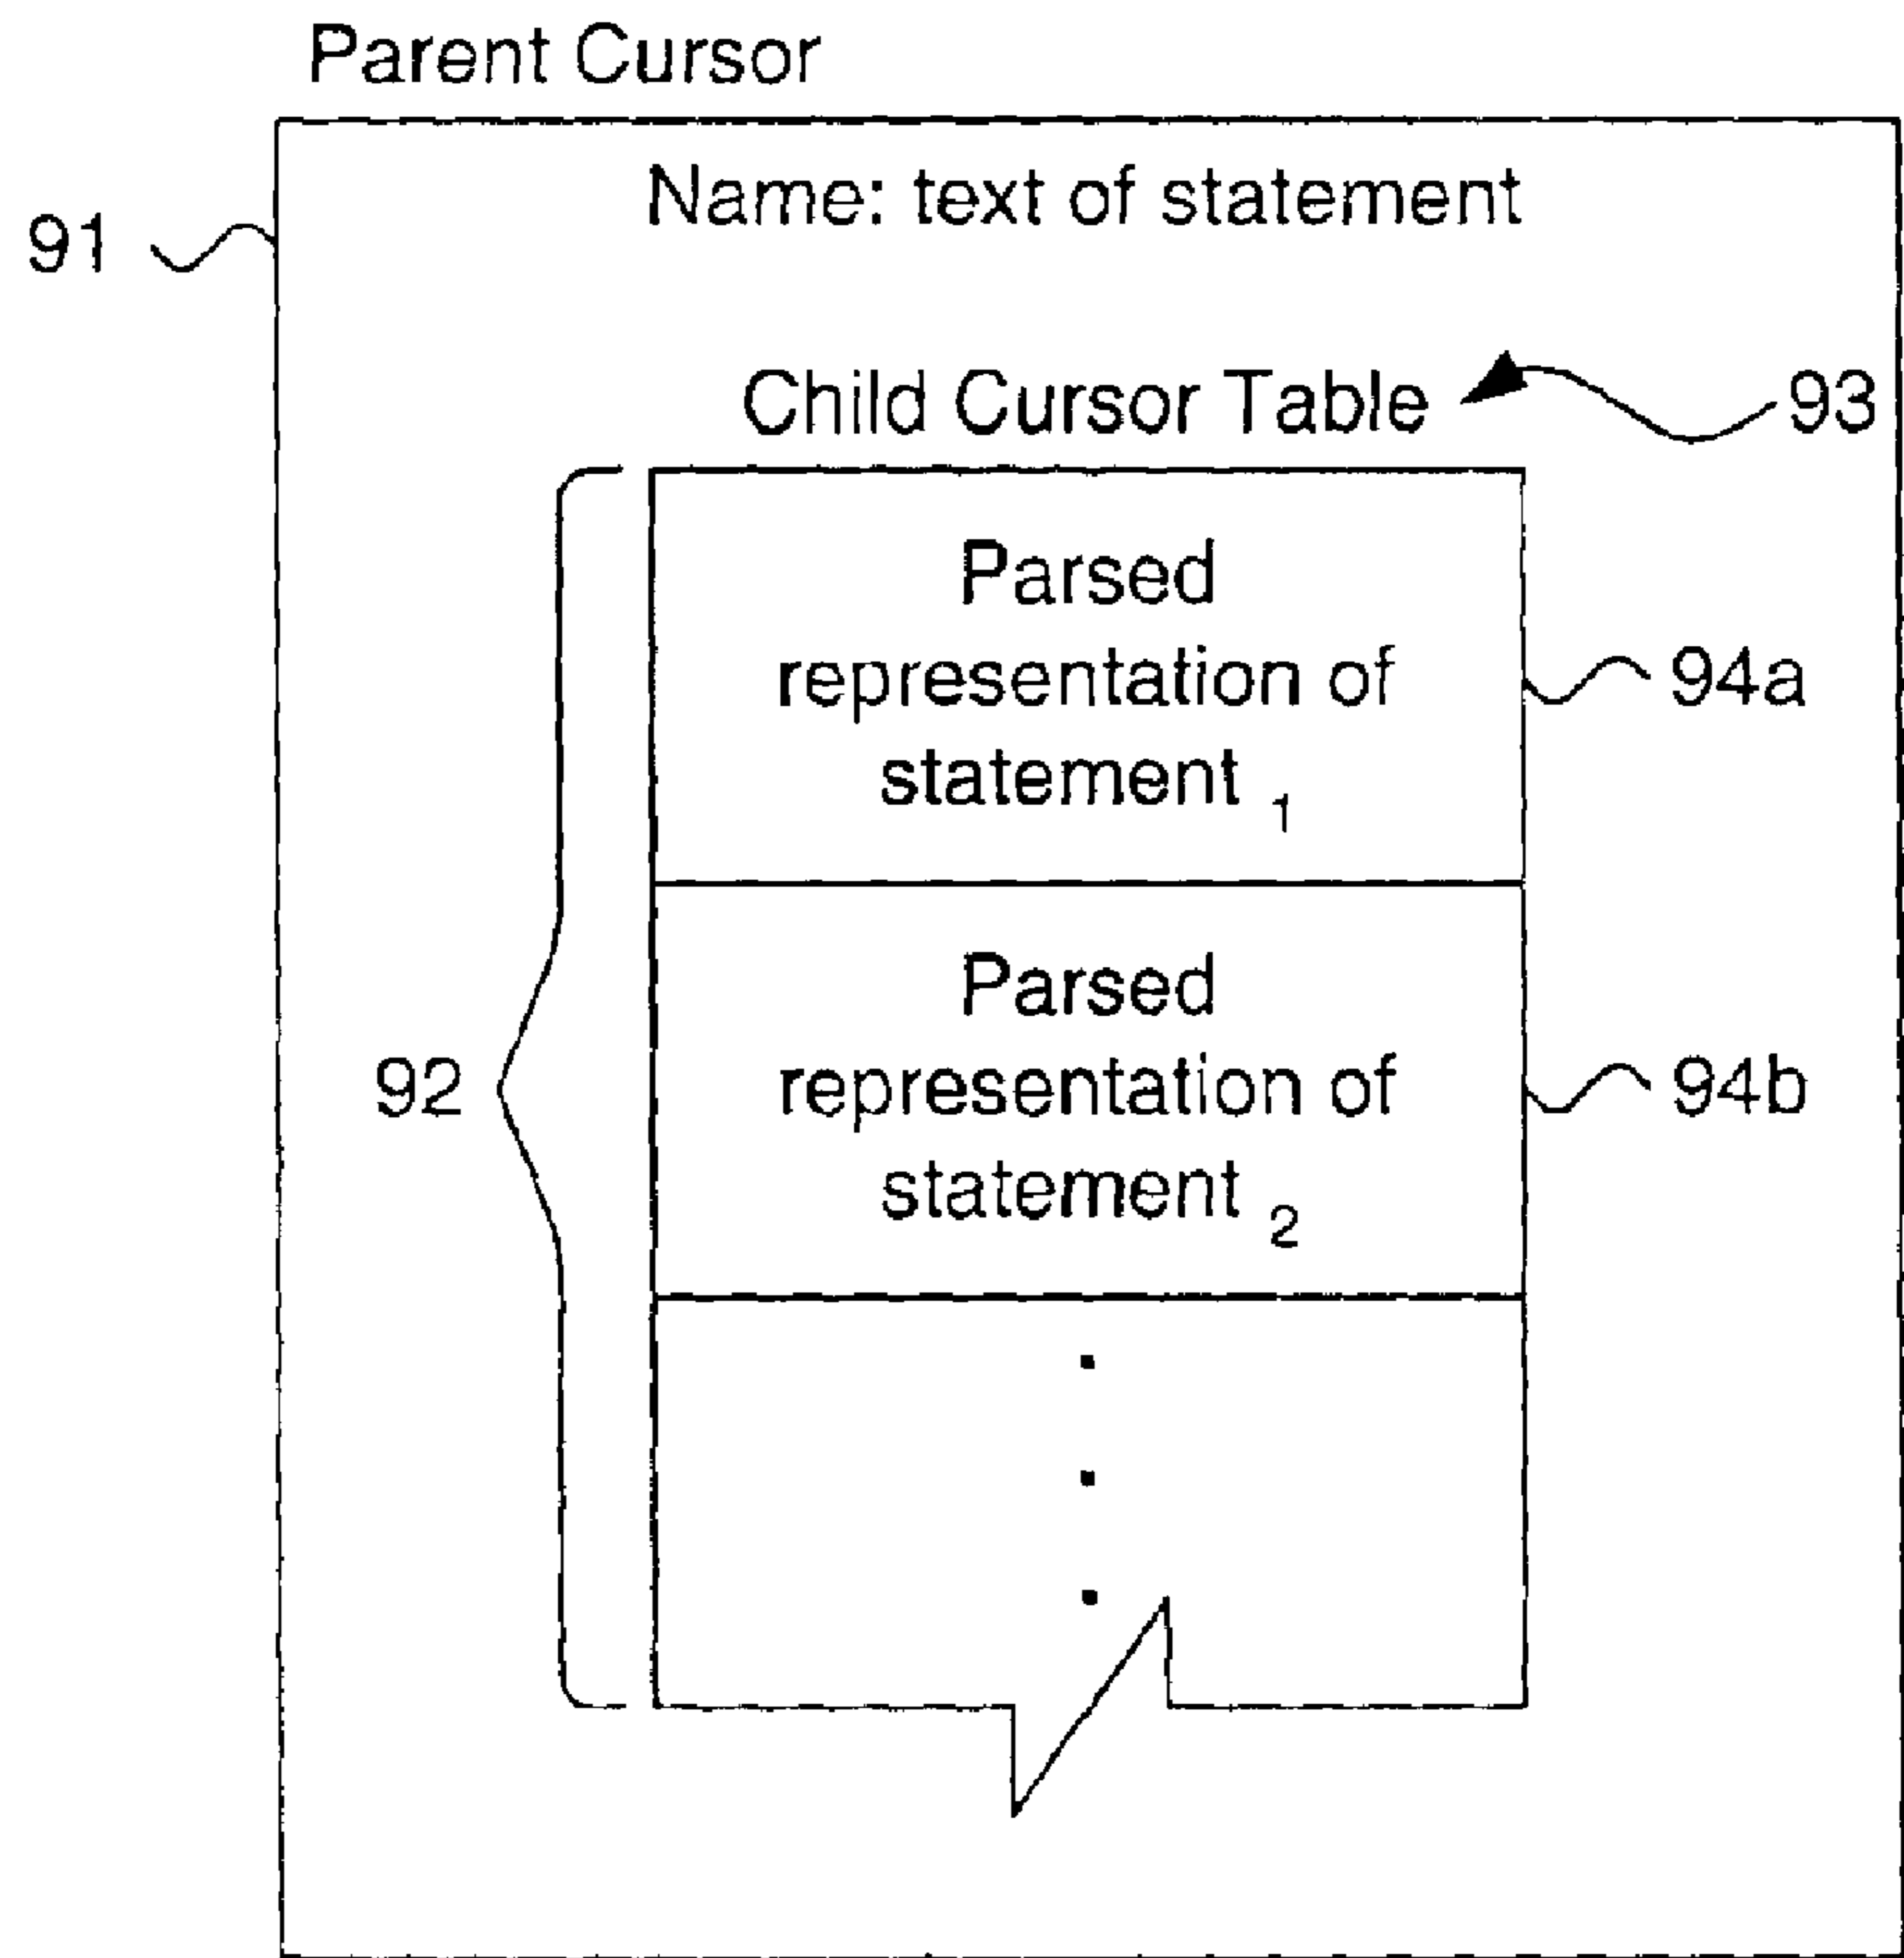 Parent Cursor
Name: text of statement
91
Child Cursor Table
93
Parsed
representation of
statement 1
94a
Parsed
representation of
statement 2
94b
92